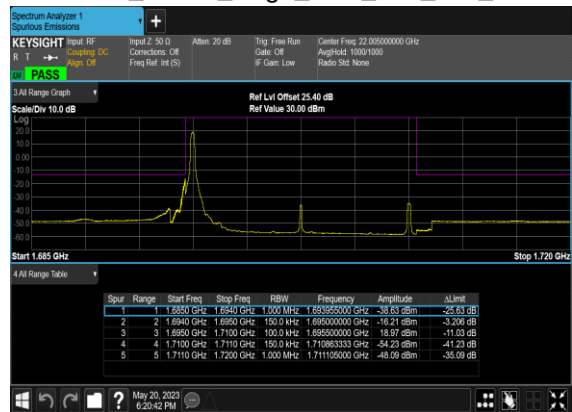 Spectrum Analyzer 1
Spurious Emissions
KEYSIGHT Input: RF Input Z: 50 Ω Atten: 20 dB Trig: Free Run Center Freq: 22.005000000 GHz
R T Coupling: DC Corrections: Off Gate: Off Avg|Hold: 1000/1000
Align: Off Freq Ref: Int (S) IF Gain: Low Radio Std: None
PASS
3 All Range Graph
Ref Lvl Offset 25.40 dB
Scale/Div 10.0 dB Ref Value 30.00 dBm
Log
20.0
10.0
0.00
-10.0
-20.0
-30.0
-40.0
-50.0
-60.0
Start 1.685 GHz Stop 1.720 GHz
4 All Range Table
Spur Range Start Freq Stop Freq RBW Frequency Amplitude ΔLimit
1 1 1.6850 GHz 1.6940 GHz 1.000 MHz 1.693955000 GHz -38.63 dBm -25.63 dB
2 2 1.6940 GHz 1.6950 GHz 150.0 kHz 1.695000000 GHz -16.21 dBm -3.206 dB
3 3 1.6950 GHz 1.7100 GHz 100.0 kHz 1.695500000 GHz 18.97 dBm -11.03 dB
4 4 1.7100 GHz 1.7110 GHz 150.0 kHz 1.710863333 GHz -54.23 dBm -41.23 dB
5 5 1.7110 GHz 1.7200 GHz 1.000 MHz 1.711105000 GHz -48.09 dBm -35.09 dB
May 20, 2023
6:20:42 PM